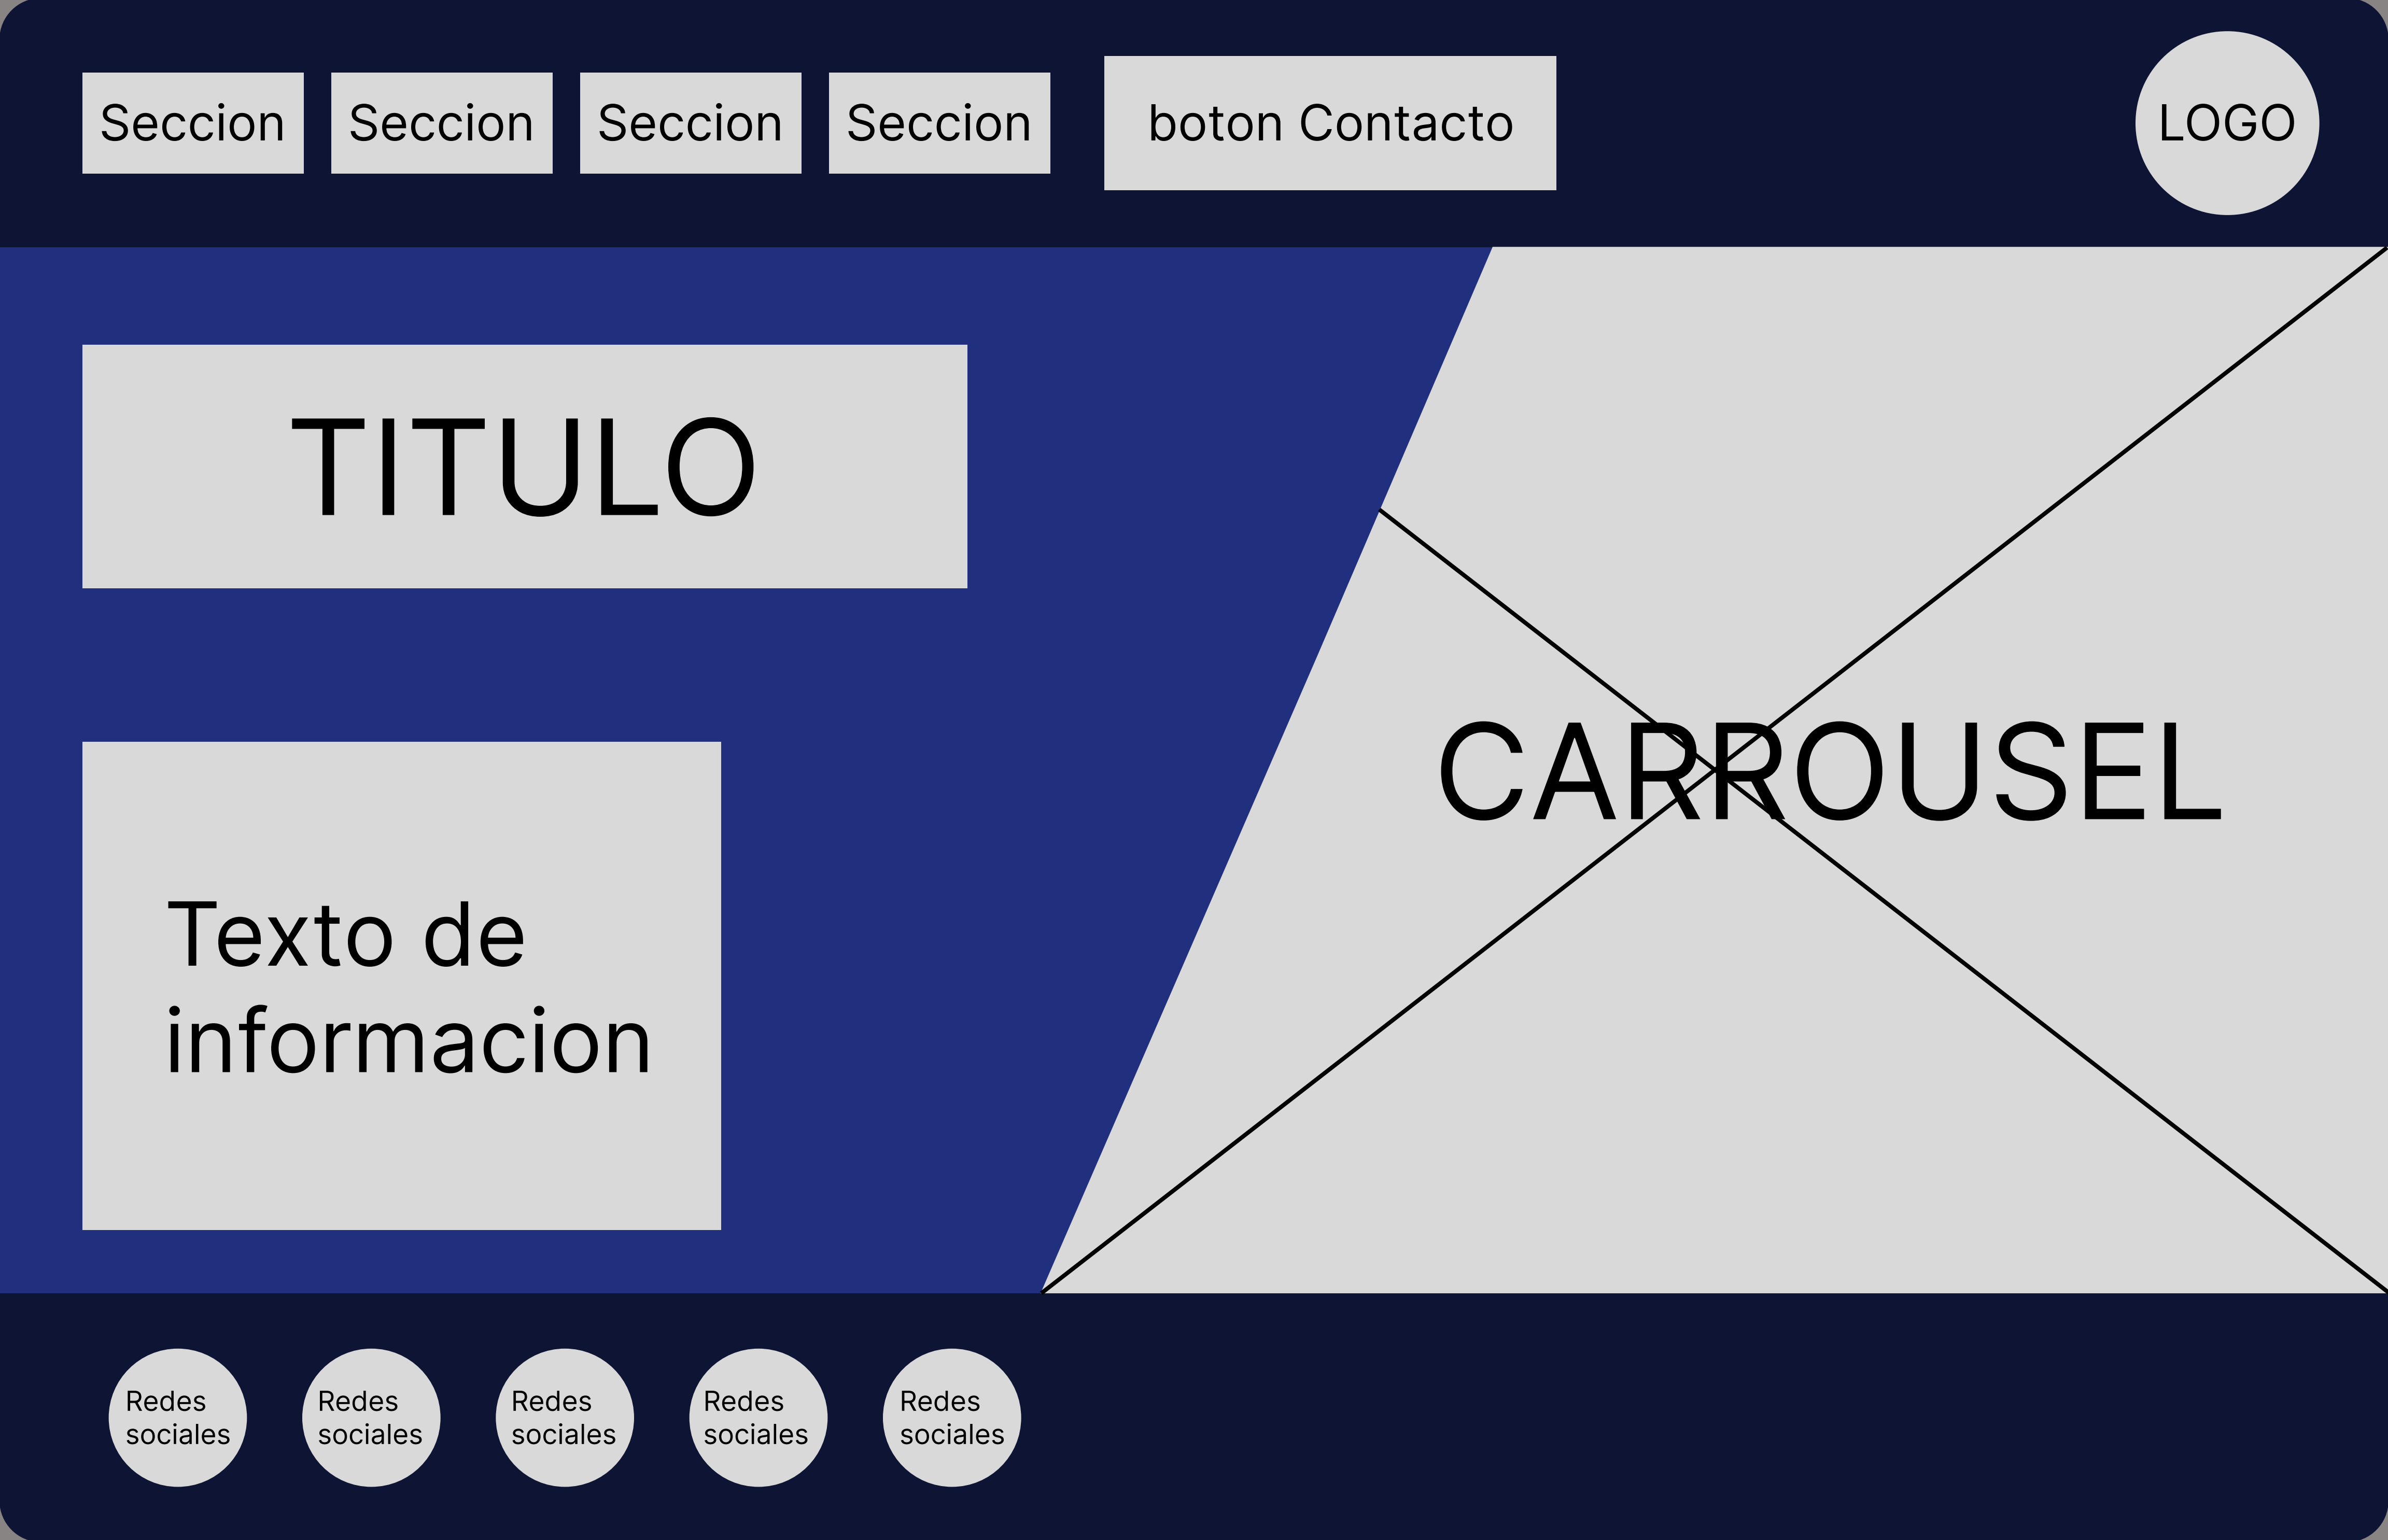 Seccion
Seccion
Seccion
Seccion
boton Contacto
LOGO
TITULO
Texto de
informacion
CARROUSEL
Redes
sociales
Redes
sociales
Redes
sociales
Redes
sociales
Redes
sociales